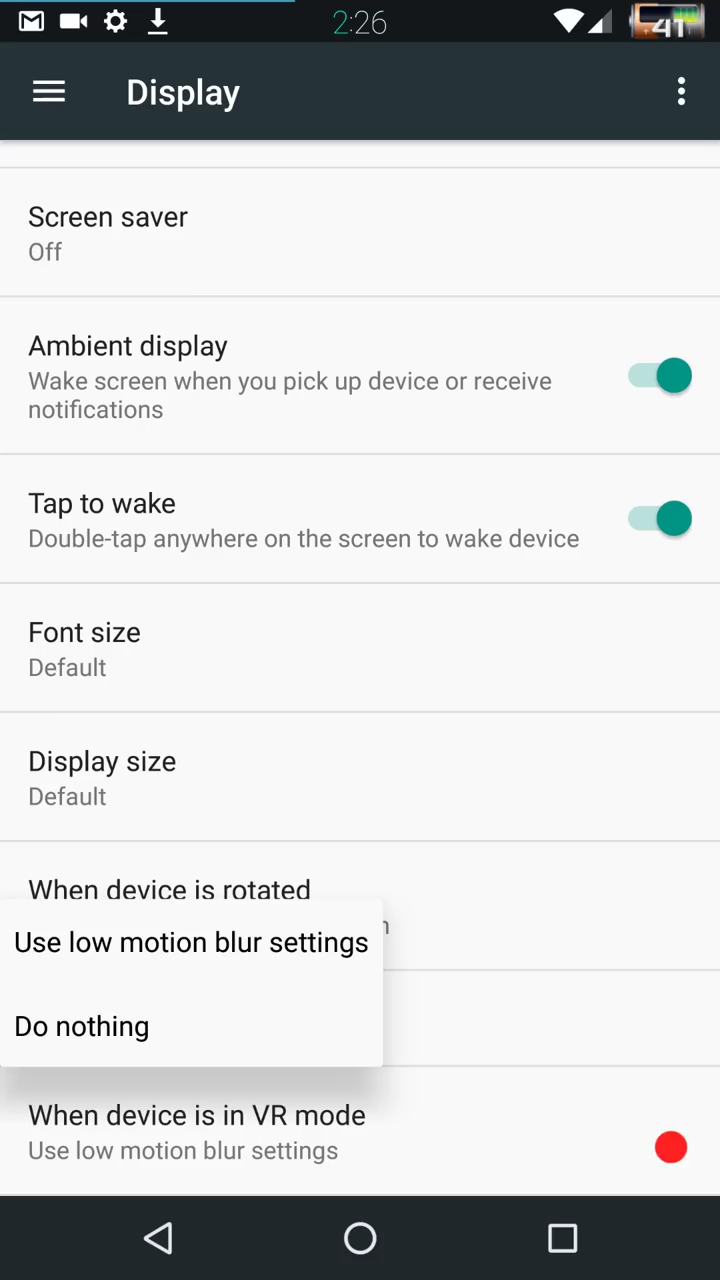 2:26
41
Display
Screen saver
Off
Ambient display
Wake screen when you pick up device or receive
notifications
Tap to wake
Double-tap anywhere on the screen to wake device
Font size
Default
Display size
Default
When device is rotated
Use low motion blur settings
Do nothing
When device is in VR mode
Use low motion blur settings